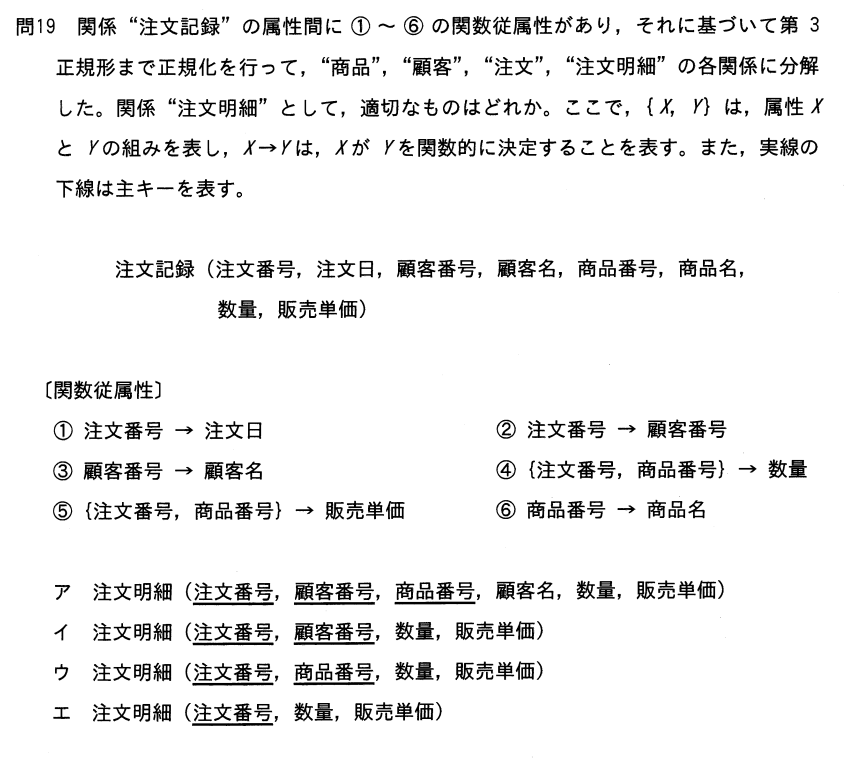 問19 関係“注文記録”の属性間に①～⑥の関数従属性があり，それに基づいて第3
正規形まで正規化を行って，“商品”，“顧客”，“注文”，“注文明細”の各関係に分解
した。関係“注文明細”として，適切なものはどれか。ここで，{X, Y}は，属性X
とYの組みを表し，X→Yは，XがYを関数的に決定することを表す。また，実線の
下線は主キーを表す。
注文記録（注文番号，注文日，顧客番号，顧客名，商品番号，商品名，
数量，販売単価）
〔関数従属性〕
① 注文番号 → 注文日 ② 注文番号 → 顧客番号
③ 顧客番号 → 顧客名 ④ {注文番号，商品番号} → 数量
⑤ {注文番号，商品番号} → 販売単価 ⑥ 商品番号 → 商品名
ア 注文明細（注文番号，顧客番号，商品番号，顧客名，数量，販売単価）
イ 注文明細（注文番号，顧客番号，数量，販売単価）
ウ 注文明細（注文番号，商品番号，数量，販売単価）
エ 注文明細（注文番号，数量，販売単価）